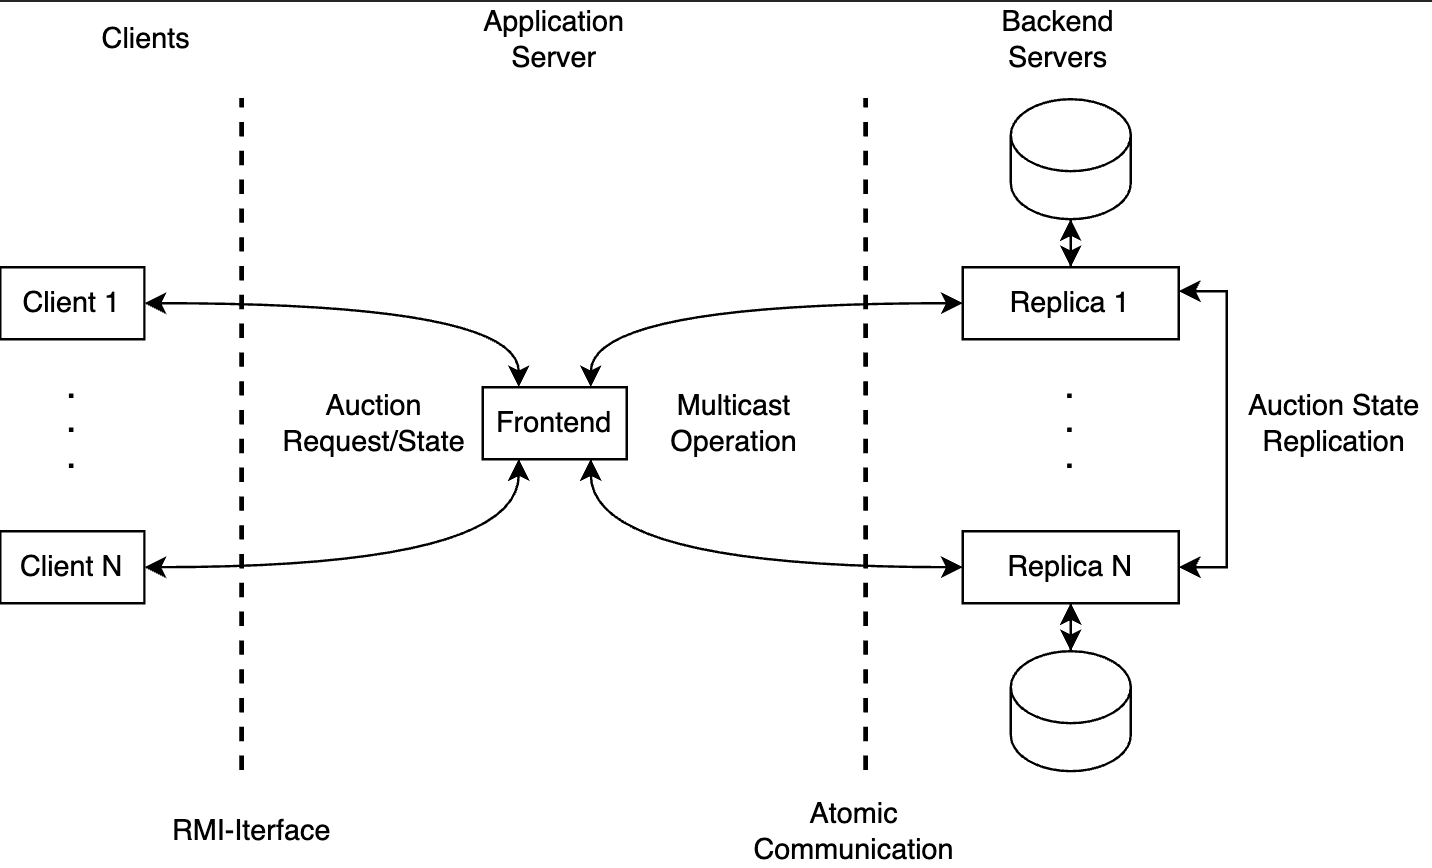 Clients
Application
Server
Backend
Servers
Client 1
Replica 1
Auction
Request/State
Frontend
Multicast
Operation
Auction State
Replication
Client N
Replica N
RMI-Iterface
Atomic
Communication